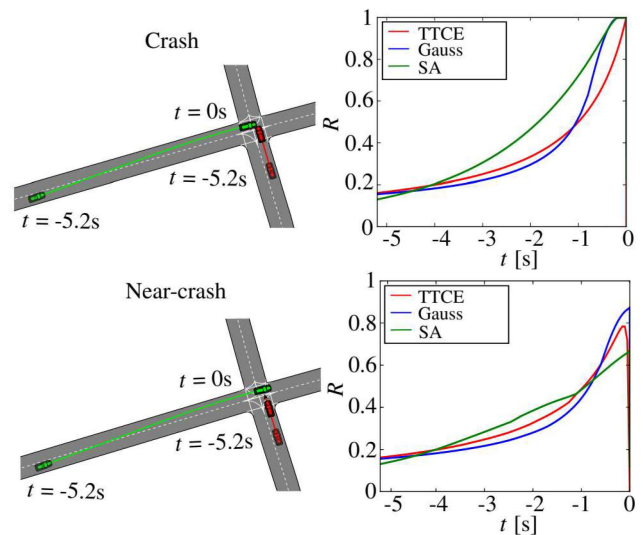 Crash
t = 0s
t = -5.2s
t = -5.2s
1
0.8
0.6
0.4
0.2
0
R
TTCE
Gauss
SA
-5 -4 -3 -2 -1 0
t [s]
Near-crash
t = 0s
t = -5.2s
t = -5.2s
1
0.8
0.6
0.4
0.2
0
R
TTCE
Gauss
SA
-5 -4 -3 -2 -1 0
t [s]